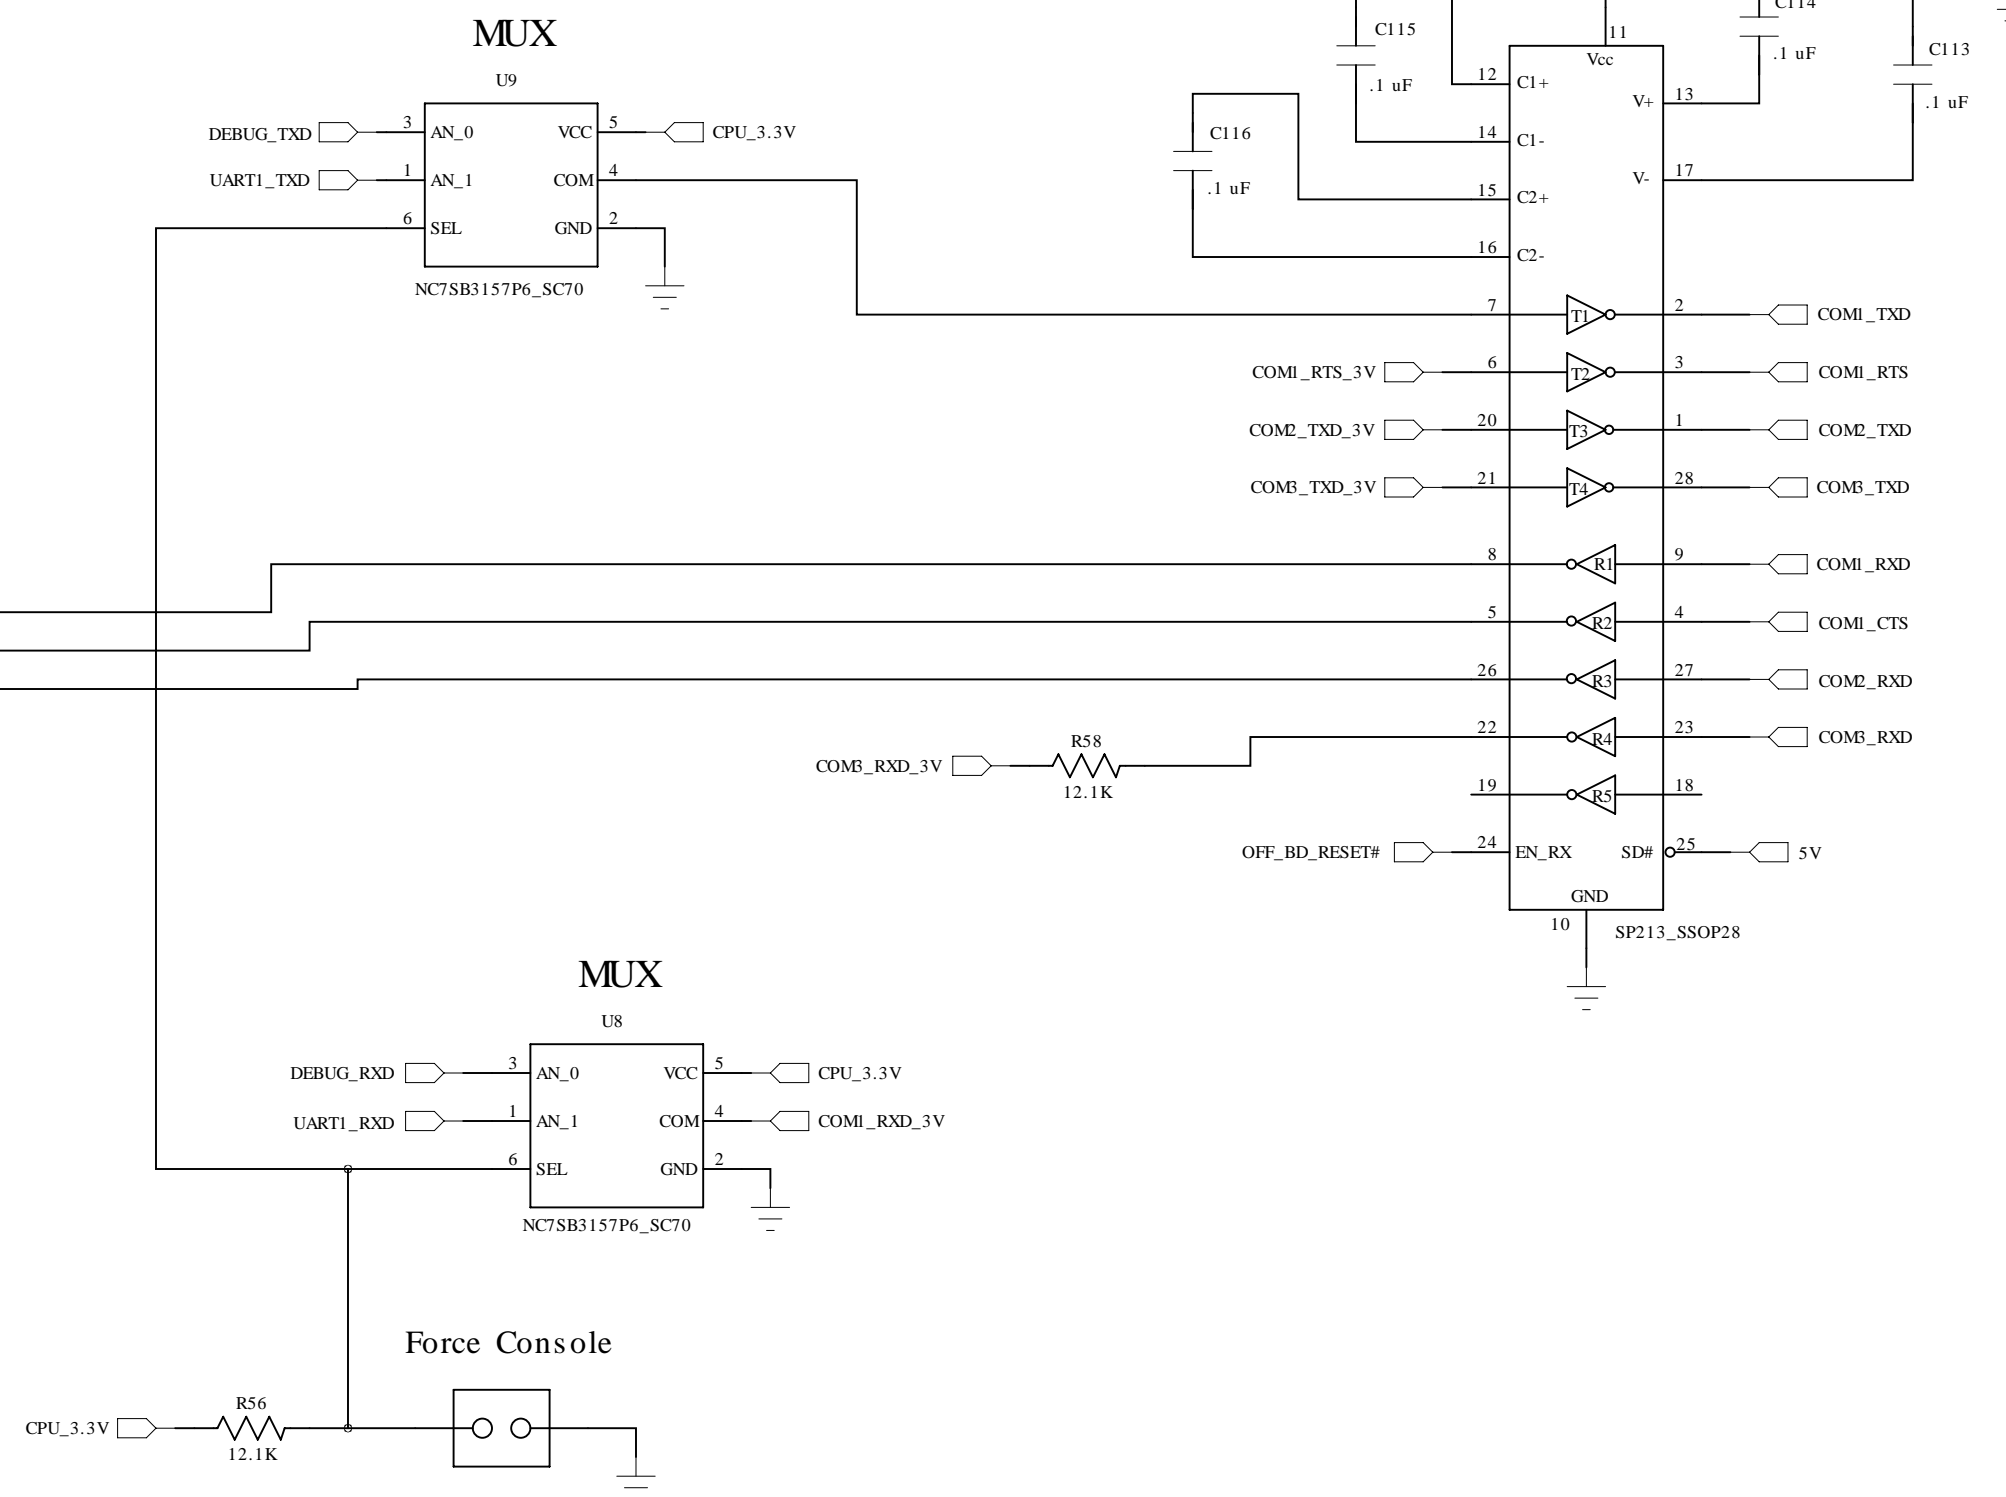 MUX
U9
DEBUG_TXD 3 AN_0 VCC 5 CPU_3.3V
UART1_TXD 1 AN_1 COM 4
6 SEL GND 2
NC7SB3157P6_SC70
C115
.1 uF
C116
.1 uF
C114
.1 uF
C113
.1 uF
11
Vcc
12 C1+
V+ 13
14 C1-
V- 17
15 C2+
16 C2-
7 T1 2 COM1_TXD
COM1_RTS_3V 6 T2 3 COM1_RTS
COM2_TXD_3V 20 T3 1 COM2_TXD
COM3_TXD_3V 21 T4 28 COM3_TXD
8 R1 9 COM1_RXD
5 R2 4 COM1_CTS
26 R3 27 COM2_RXD
22 R4 23 COM3_RXD
R58
COM3_RXD_3V
12.1K
19 R5 18
OFF_BD_RESET# 24 EN_RX SD# 25 5V
GND
10
SP213_SSOP28
MUX
U8
DEBUG_RXD 3 AN_0 VCC 5 CPU_3.3V
UART1_RXD 1 AN_1 COM 4 COM1_RXD_3V
6 SEL GND 2
NC7SB3157P6_SC70
Force Console
R56
CPU_3.3V
12.1K